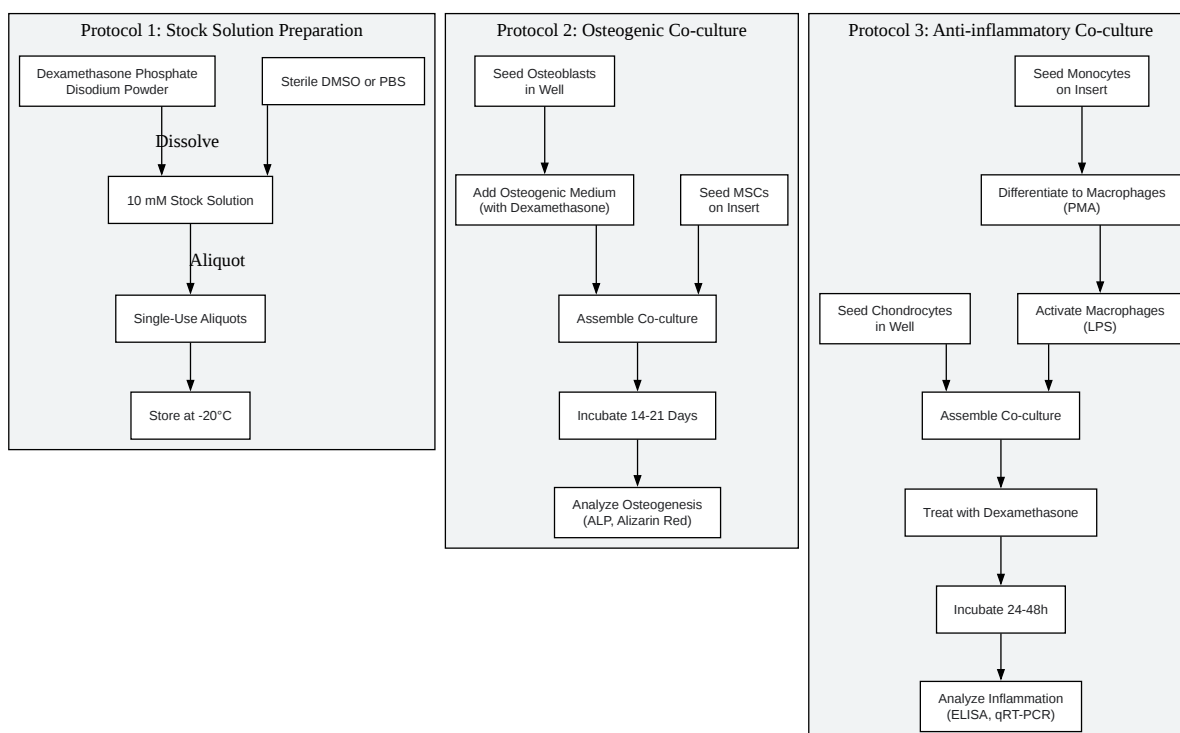 Protocol 1: Stock Solution Preparation
Dexamethasone Phosphate
Disodium Powder
Sterile DMSO or PBS
Dissolve
10 mM Stock Solution
Aliquot
Single-Use Aliquots
Store at -20°C
Protocol 2: Osteogenic Co-culture
Seed Osteoblasts
in Well
Add Osteogenic Medium
(with Dexamethasone)
Seed MSCs
on Insert
Assemble Co-culture
Incubate 14-21 Days
Analyze Osteogenesis
(ALP, Alizarin Red)
Protocol 3: Anti-inflammatory Co-culture
Seed Monocytes
on Insert
Differentiate to Macrophages
(PMA)
Seed Chondrocytes
in Well
Activate Macrophages
(LPS)
Assemble Co-culture
Treat with Dexamethasone
Incubate 24-48h
Analyze Inflammation
(ELISA, qRT-PCR)